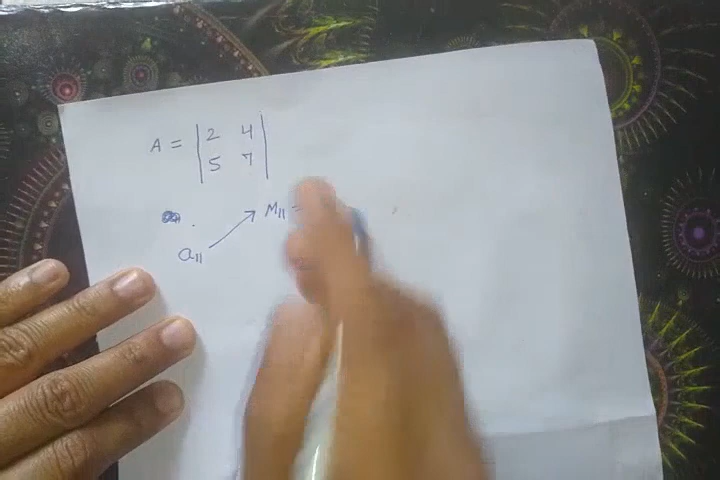 A = | 2 4 |
| 5 7 |
a₁₁ → M₁₁ =